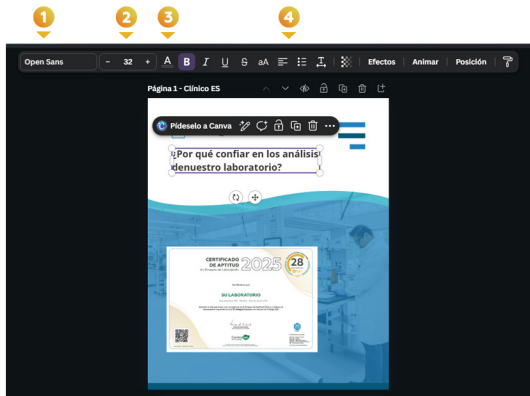 1 2 3 4
Open Sans - 32 + A B I U S aA Efectos Animar Posición
Página 1 - Clínico ES
Pídeselo a Canva
¿Por qué confiar en los análisis
denuestro laboratorio?
CERTIFICADO
DE APTITUD
2025
28
SU LABORATORIO